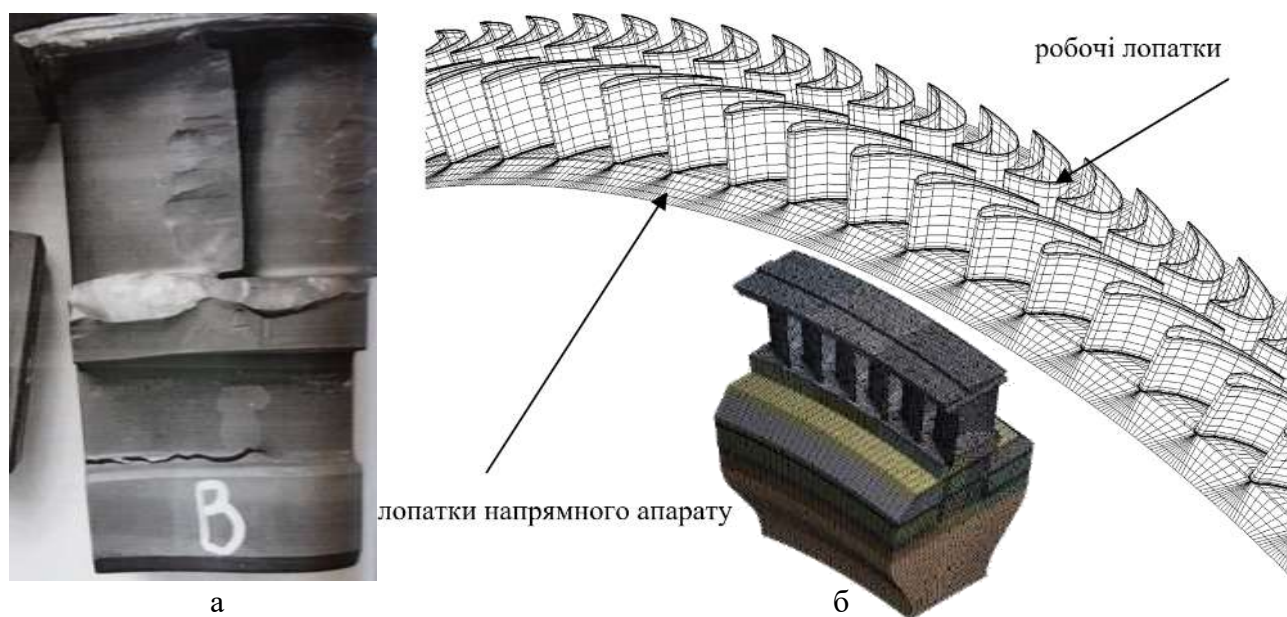 робочі лопатки
В
лопатки напрямного апарату
а
б